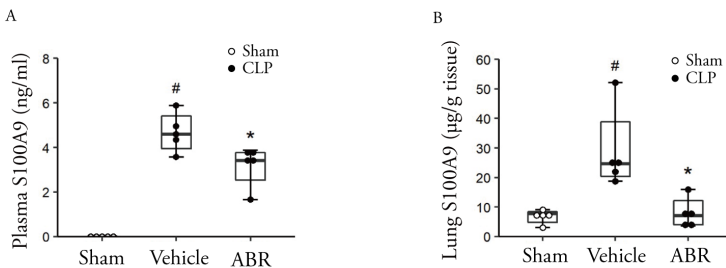 A
Plasma S100A9 (ng/ml)
8
6
4
2
0
Sham
CLP
#
*
Sham
Vehicle
ABR
B
Lung S100A9 (µg/g tissue)
60
50
40
30
20
10
0
Sham
CLP
#
*
Sham
Vehicle
ABR